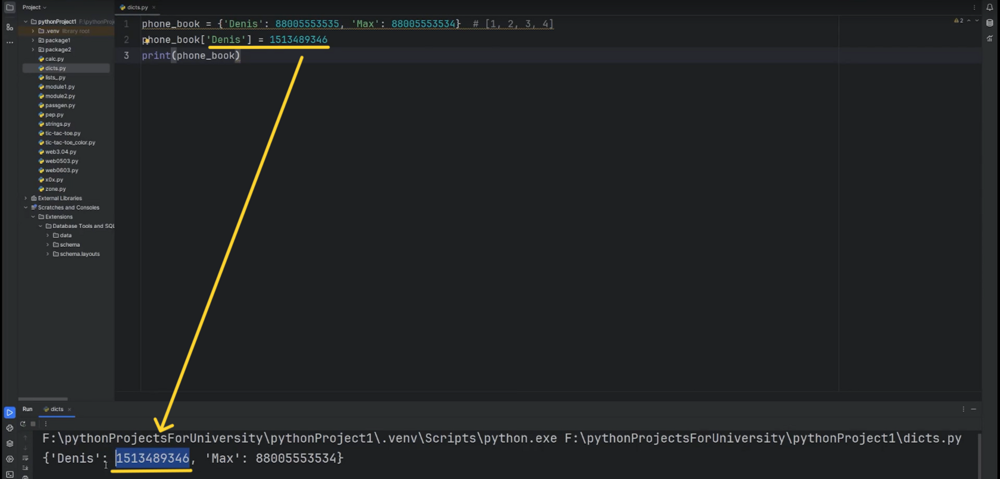 Project
dicts.py
pythonProject1 F:\pythonProj
.venv library root
package1
package2
calc.py
dicts.py
lists_.py
module1.py
module2.py
passgen.py
pep.py
strings.py
tic-tac-toe.py
tic-tac-toe_color.py
web3.04.py
web0503.py
web0603.py
x0x.py
zone.py
External Libraries
Scratches and Consoles
Extensions
Database Tools and SQL
data
schema
schema.layouts
1 phone_book = {'Denis': 88005553535, 'Max': 88005553534} # [1, 2, 3, 4]
2 phone_book['Denis'] = 1513489346
3 print(phone_book)
2
Run dicts
F:\pythonProjectsForUniversity\pythonProject1\.venv\Scripts\python.exe F:\pythonProjectsForUniversity\pythonProject1\dicts.py
{'Denis': 1513489346, 'Max': 88005553534}